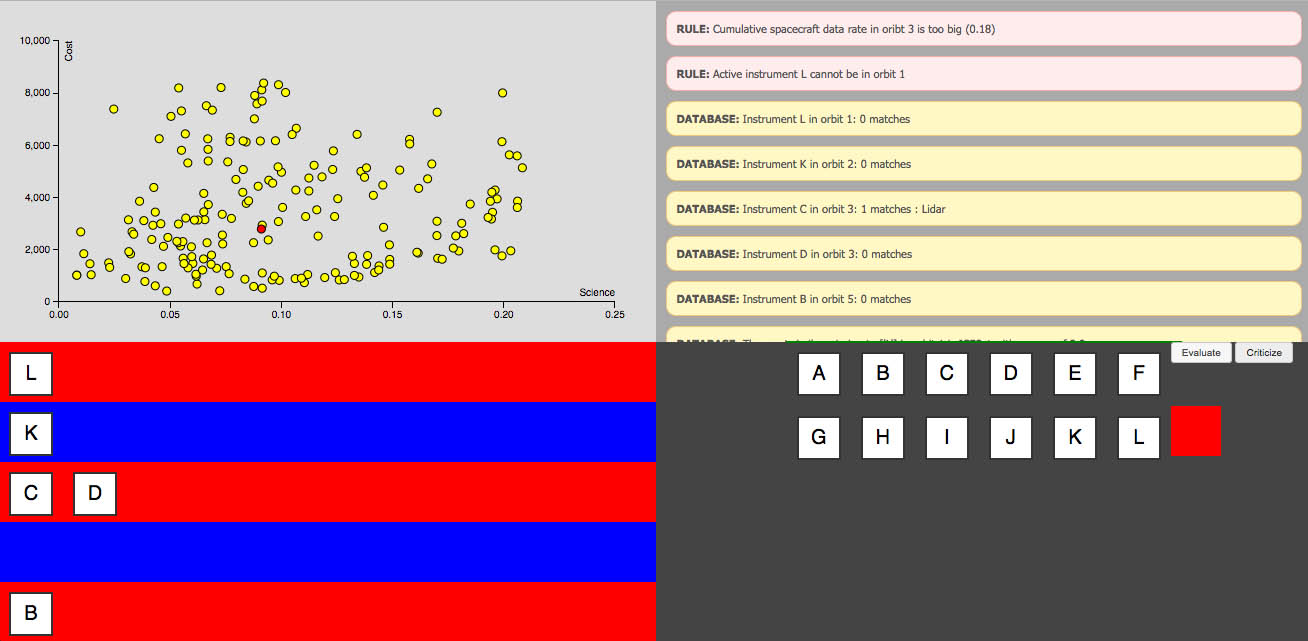 10,000
Cost
8,000
6,000
4,000
2,000
0
Science
0.00 0.05 0.10 0.15 0.20 0.25
RULE: Cumulative spacecraft data rate in oribt 3 is too big (0.18)
RULE: Active instrument L cannot be in orbit 1
DATABASE: Instrument L in orbit 1: 0 matches
DATABASE: Instrument K in orbit 2: 0 matches
DATABASE: Instrument C in orbit 3: 1 matches : Lidar
DATABASE: Instrument D in orbit 3: 0 matches
DATABASE: Instrument B in orbit 5: 0 matches
DATABASE:
L
K
C D
B
A B C D E F
G H I J K L
Evaluate Criticize